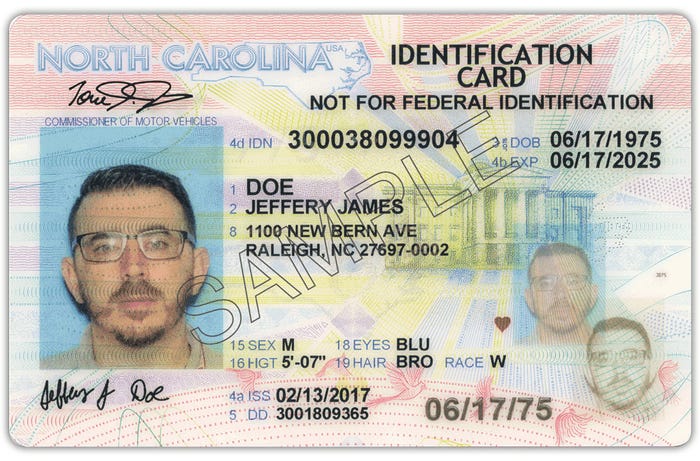 NORTH CAROLINA USA
IDENTIFICATION
CARD
NOT FOR FEDERAL IDENTIFICATION
COMMISSIONER OF MOTOR VEHICLES
4d IDN 300038099904
3 DOB 06/17/1975
4b EXP 06/17/2025
1 DOE
2 JEFFERY JAMES
8 1100 NEW BERN AVE
RALEIGH, NC 27697-0002
SAMPLE
15 SEX M 18 EYES BLU
16 HGT 5'-07" 19 HAIR BRO RACE W
Jeffery J Doe
4a ISS 02/13/2017
5 DD 3001809365
06/17/75